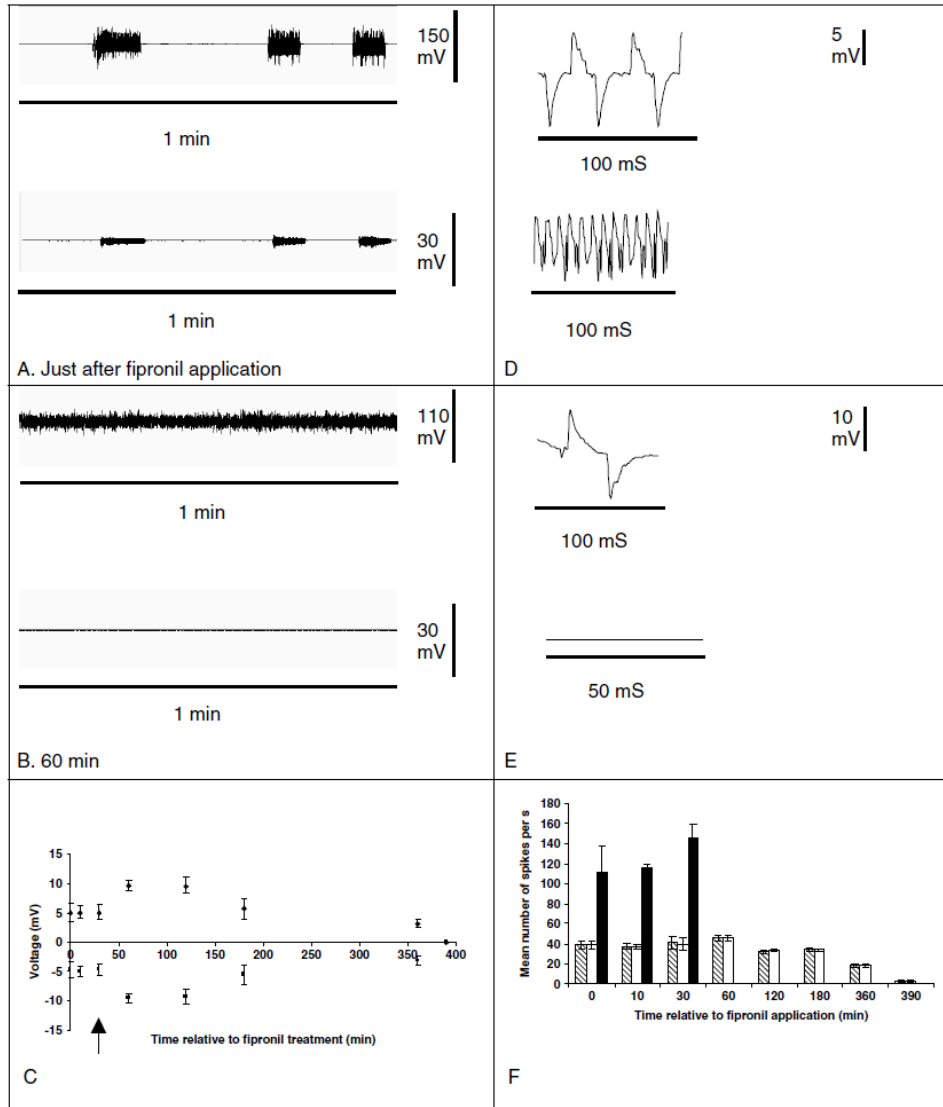 150
mV
1 min
30
mV
1 min
A. Just after fipronil application
5
mV
100 mS
100 mS
D
110
mV
1 min
30
mV
1 min
B. 60 min
10
mV
100 mS
50 mS
E
15
10
5
0
-5
-10
-15
0 50 100 150 200 250 300 350 400
Voltage (mV)
Time relative to fipronil treatment (min)
C
180
160
140
120
100
80
60
40
20
0
Mean number of spikes per s
0 10 30 60 120 180 360 390
Time relative to fipronil application (min)
F